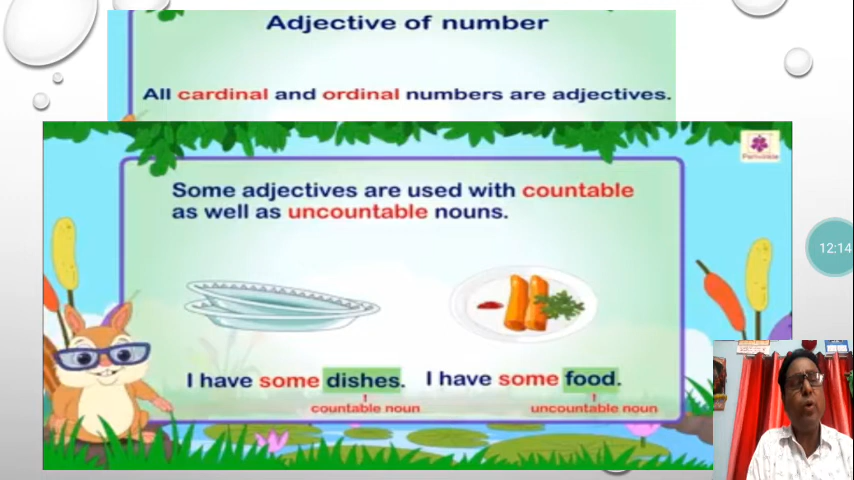 Adjective of number
All cardinal and ordinal numbers are adjectives.
Periwinkle
Some adjectives are used with countable
as well as uncountable nouns.
12:14
I have some dishes. I have some food.
countable noun uncountable noun